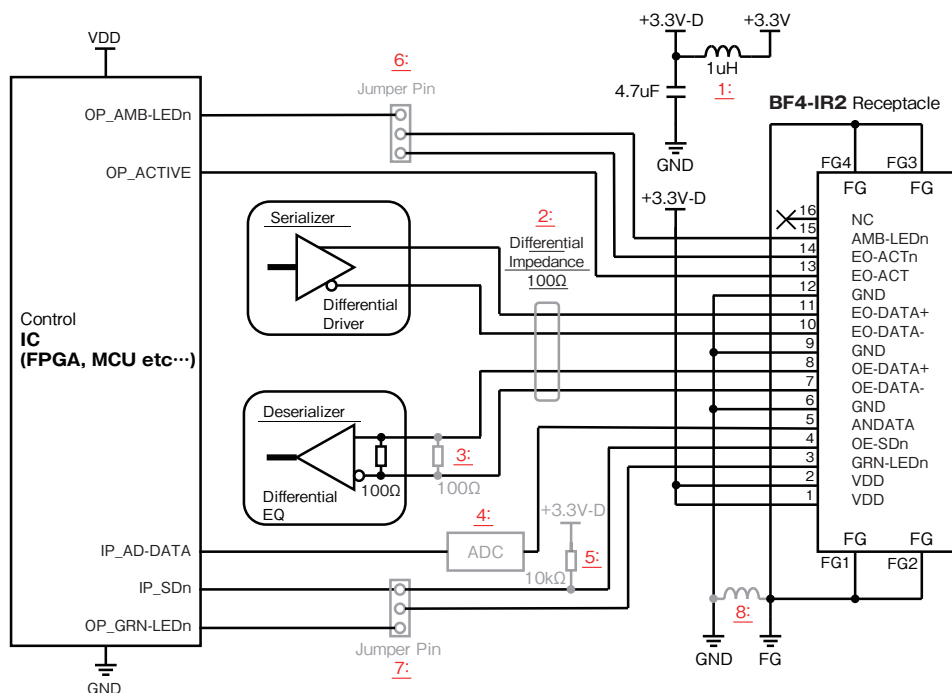 +3.3V-D
+3.3V
VDD
6:
Jumper Pin
1uH
4.7uF
1:
BF4-IR2 Receptacle
GND
OP_AMB-LEDn
FG4
FG3
FG
FG
OP_ACTIVE
+3.3V-D
Serializer
2:
Differential
Impedance
100Ω
Differential
Driver
16
NC
15
AMB-LEDn
14
EO-ACTn
13
EO-ACT
12
GND
11
EO-DATA+
10
EO-DATA-
9
GND
8
OE-DATA+
7
OE-DATA-
6
GND
5
ANDATA
4
OE-SDn
3
GRN-LEDn
2
VDD
1
VDD
Control
IC
(FPGA, MCU etc⋯)
Deserializer
3:
100Ω
100Ω
Differential
EQ
4:
ADC
+3.3V-D
5:
10kΩ
FG
FG
FG1
FG2
IP_AD-DATA
IP_SDn
OP_GRN-LEDn
Jumper Pin
7:
8:
GND
FG
GND